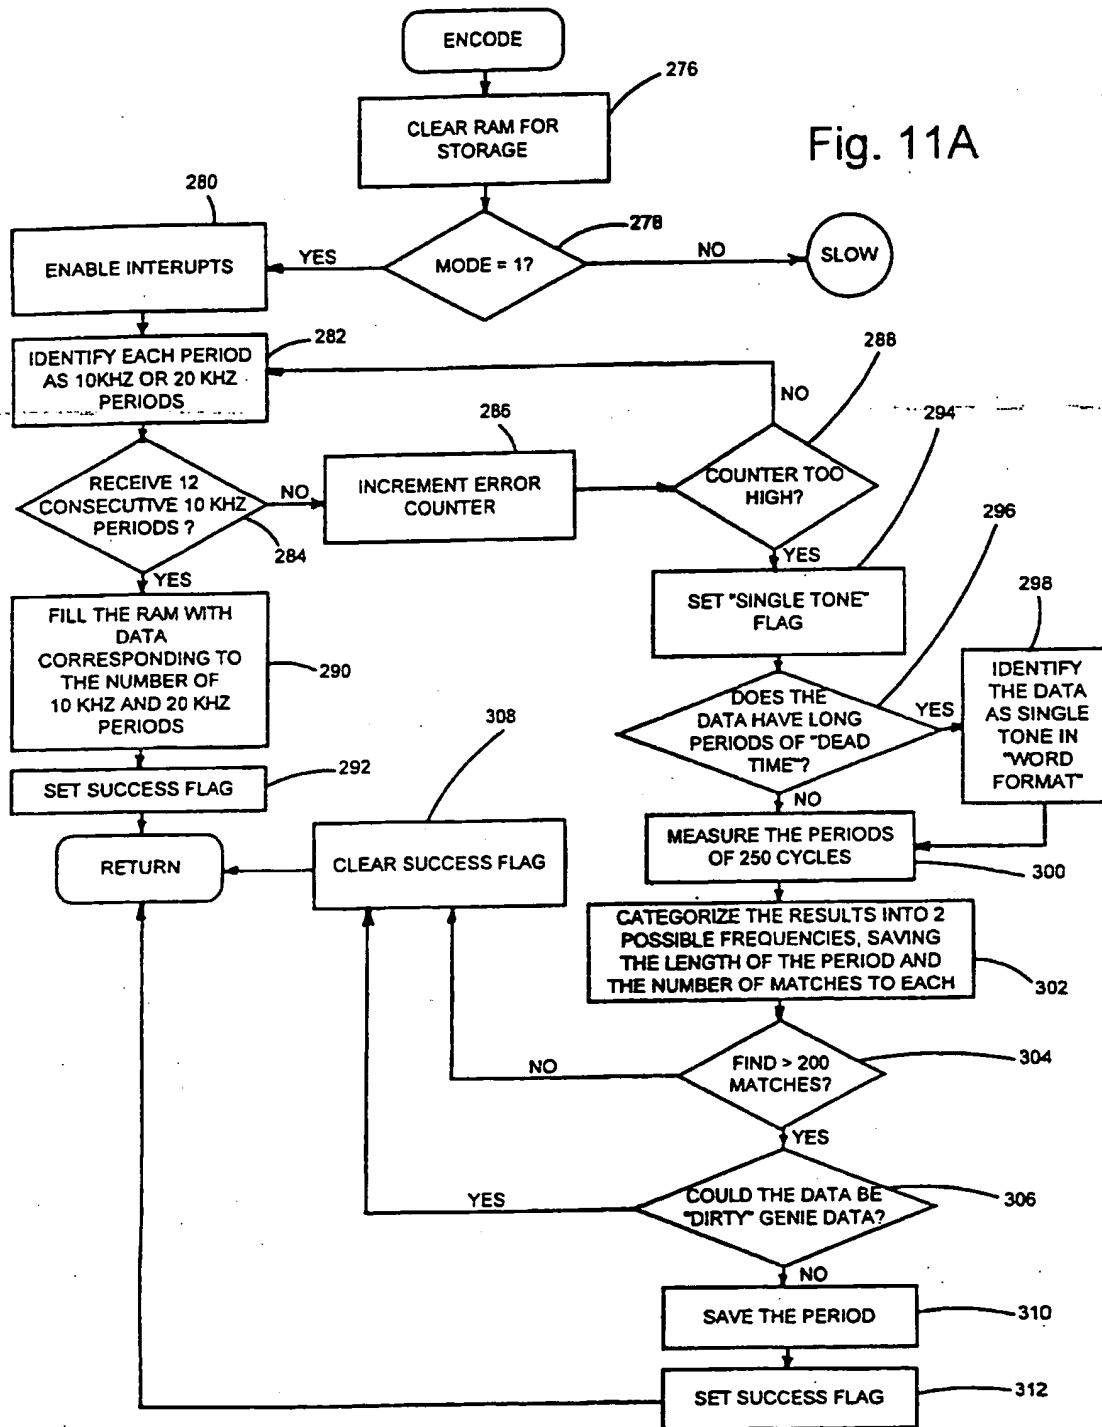 ENCODE
276
CLEAR RAM FOR
STORAGE
Fig. 11A
280
278
ENABLE INTERUPTS
YES
MODE = 1?
NO
SLOW
282
IDENTIFY EACH PERIOD
AS 10KHZ OR 20 KHZ
PERIODS
288
NO
286
294
RECEIVE 12
CONSECUTIVE 10 KHZ
PERIODS ?
NO
INCREMENT ERROR
COUNTER
COUNTER TOO
HIGH?
284
296
YES
YES
FILL THE RAM WITH
DATA
CORRESPONDING TO
THE NUMBER OF
10 KHZ AND 20 KHZ
PERIODS
290
SET "SINGLE TONE"
FLAG
298
DOES THE
DATA HAVE LONG
PERIODS OF "DEAD
TIME"?
YES
IDENTIFY
THE DATA
AS SINGLE
TONE IN
"WORD
FORMAT"
308
292
SET SUCCESS FLAG
NO
RETURN
CLEAR SUCCESS FLAG
MEASURE THE PERIODS
OF 250 CYCLES
300
CATEGORIZE THE RESULTS INTO 2
POSSIBLE FREQUENCIES, SAVING
THE LENGTH OF THE PERIOD AND
THE NUMBER OF MATCHES TO EACH
302
NO
FIND > 200
MATCHES?
304
YES
YES
COULD THE DATA BE
"DIRTY" GENIE DATA?
306
NO
SAVE THE PERIOD
310
SET SUCCESS FLAG
312